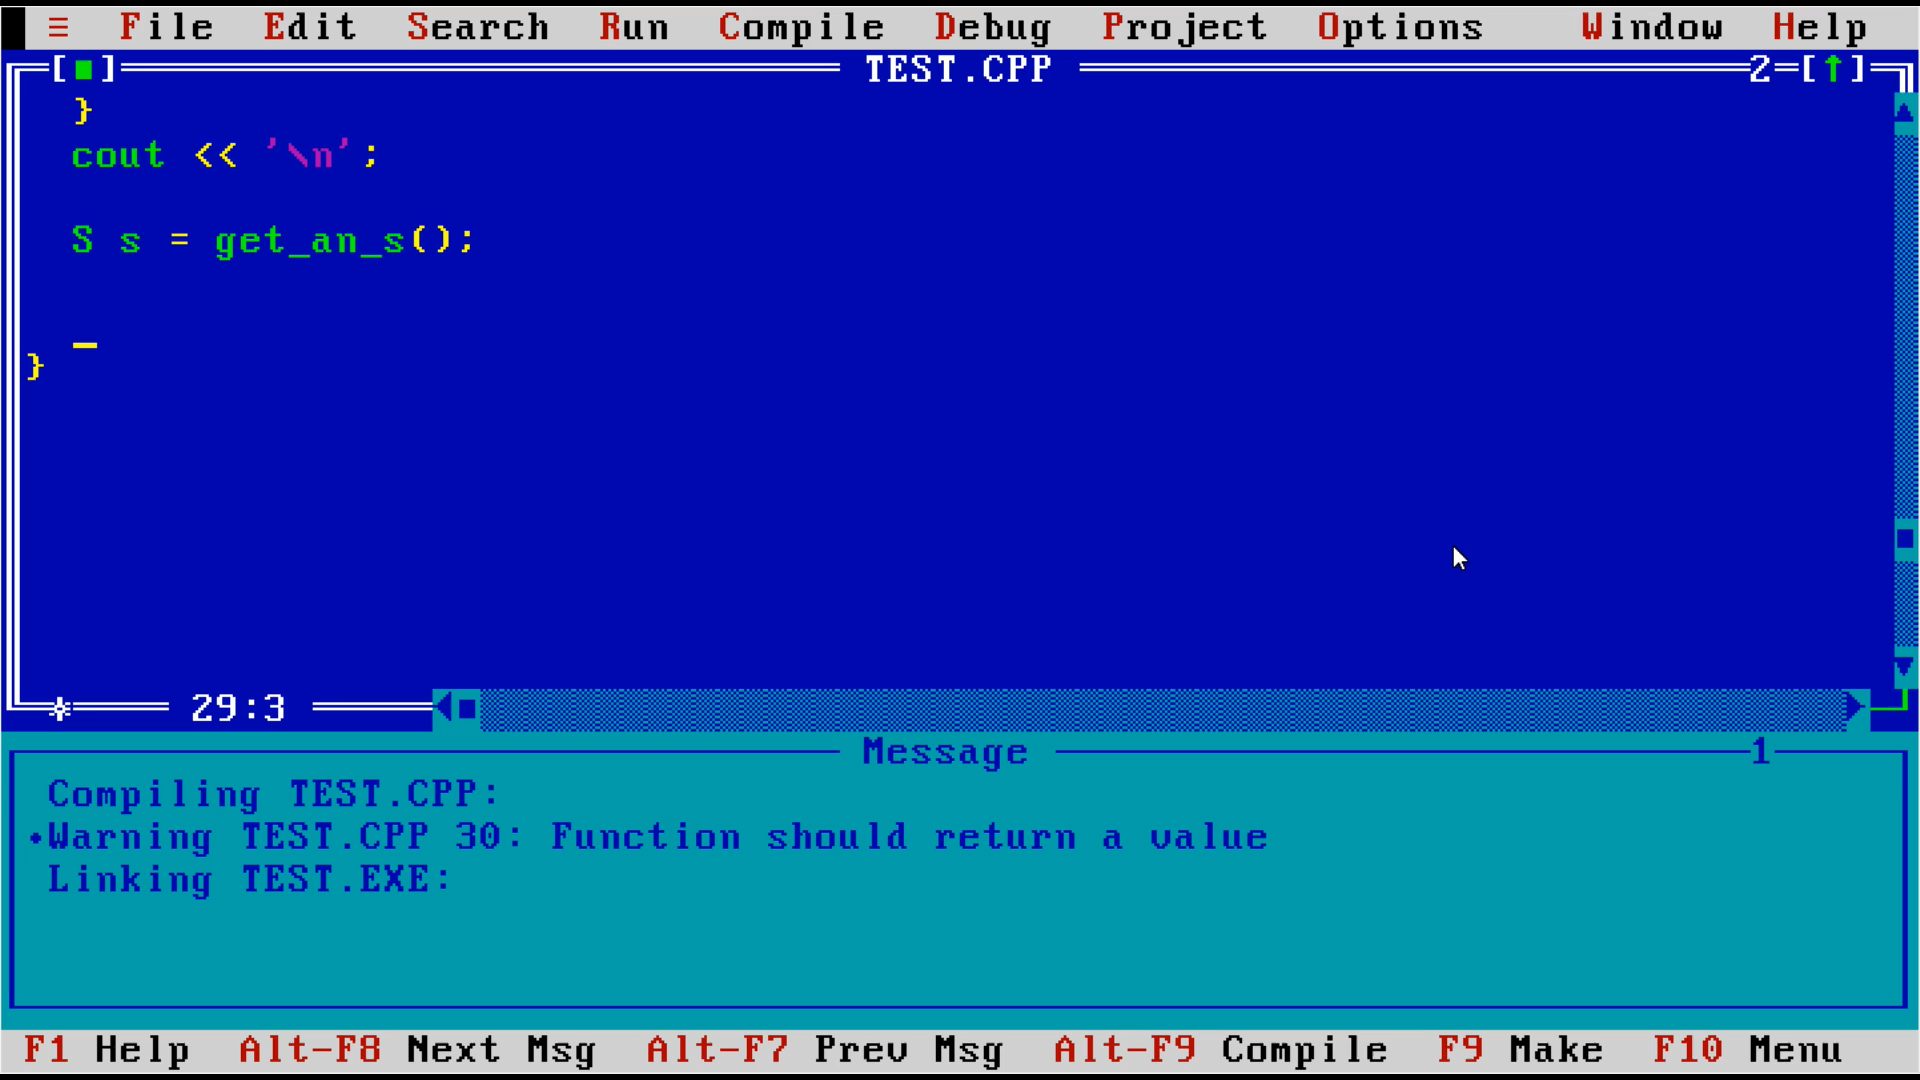 ≡ File Edit Search Run Compile Debug Project Options Window Help
[■] TEST.CPP 2=[↑]
}
cout << '\n';
S s = get_an_s();
_
}
* 29:3
Message 1
Compiling TEST.CPP:
•Warning TEST.CPP 30: Function should return a value
Linking TEST.EXE:
F1 Help Alt-F8 Next Msg Alt-F7 Prev Msg Alt-F9 Compile F9 Make F10 Menu